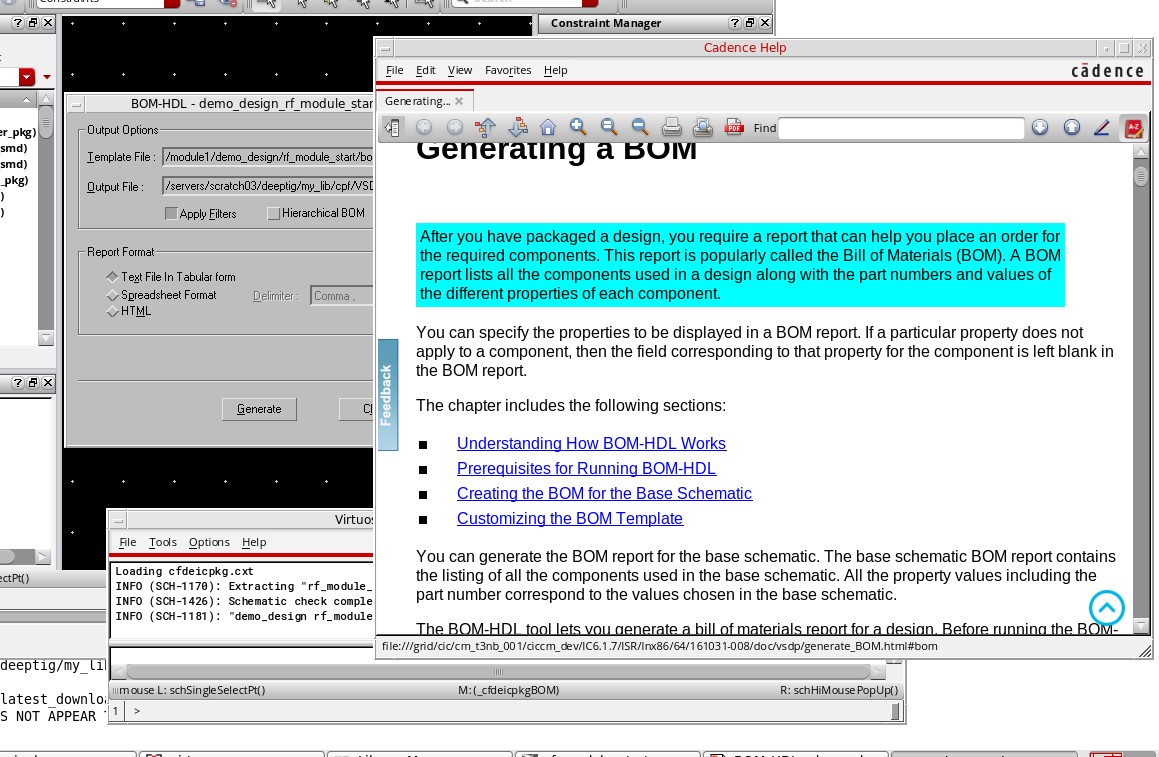 Constraints
Search
Constraint Manager
Cadence Help
File Edit View Favorites Help
cādence
Generating...
Find
Generating a BOM
After you have packaged a design, you require a report that can help you place an order for
the required components. This report is popularly called the Bill of Materials (BOM). A BOM
report lists all the components used in a design along with the part numbers and values of
the different properties of each component.
You can specify the properties to be displayed in a BOM report. If a particular property does not
apply to a component, then the field corresponding to that property for the component is left blank in
the BOM report.
The chapter includes the following sections:
Understanding How BOM-HDL Works
Prerequisites for Running BOM-HDL
Creating the BOM for the Base Schematic
Customizing the BOM Template
You can generate the BOM report for the base schematic. The base schematic BOM report contains
the listing of all the components used in the base schematic. All the property values including the
part number correspond to the values chosen in the base schematic.
The BOM-HDL tool lets you generate a bill of materials report for a design. Before running the BOM-
file:///grid/cic/cm_t3nb_001/ciccm_dev/IC6.1.7/ISR/lnx86/64/161031-008/doc/vsdp/generate_BOM.html#bom
Feedback
PDF
A-Z
BOM-HDL - demo_design_rf_module_star
Output Options
Template File : /module1/demo_design/rf_module_start/bo
Output File : /servers/scratch03/deeptig/my_lib/cpf/VSD
Apply Filters Hierarchical BOM
Report Format
Text File In Tabular form
Spreadsheet Format Delimiter : Comma ,
HTML
Generate Cl
er_pkg)
smd)
smd)
_pkg)
)
)
ectPt()
Virtuos
File Tools Options Help
Loading cfdeicpkg.cxt
INFO (SCH-1170): Extracting "rf_module_
INFO (SCH-1426): Schematic check comple
INFO (SCH-1181): "demo_design rf_module
mouse L: schSingleSelectPt() M:(_cfdeicpkgBOM) R: schHiMousePopUp()
1 >
deeptig/my_li
latest_downloa
S NOT APPEAR